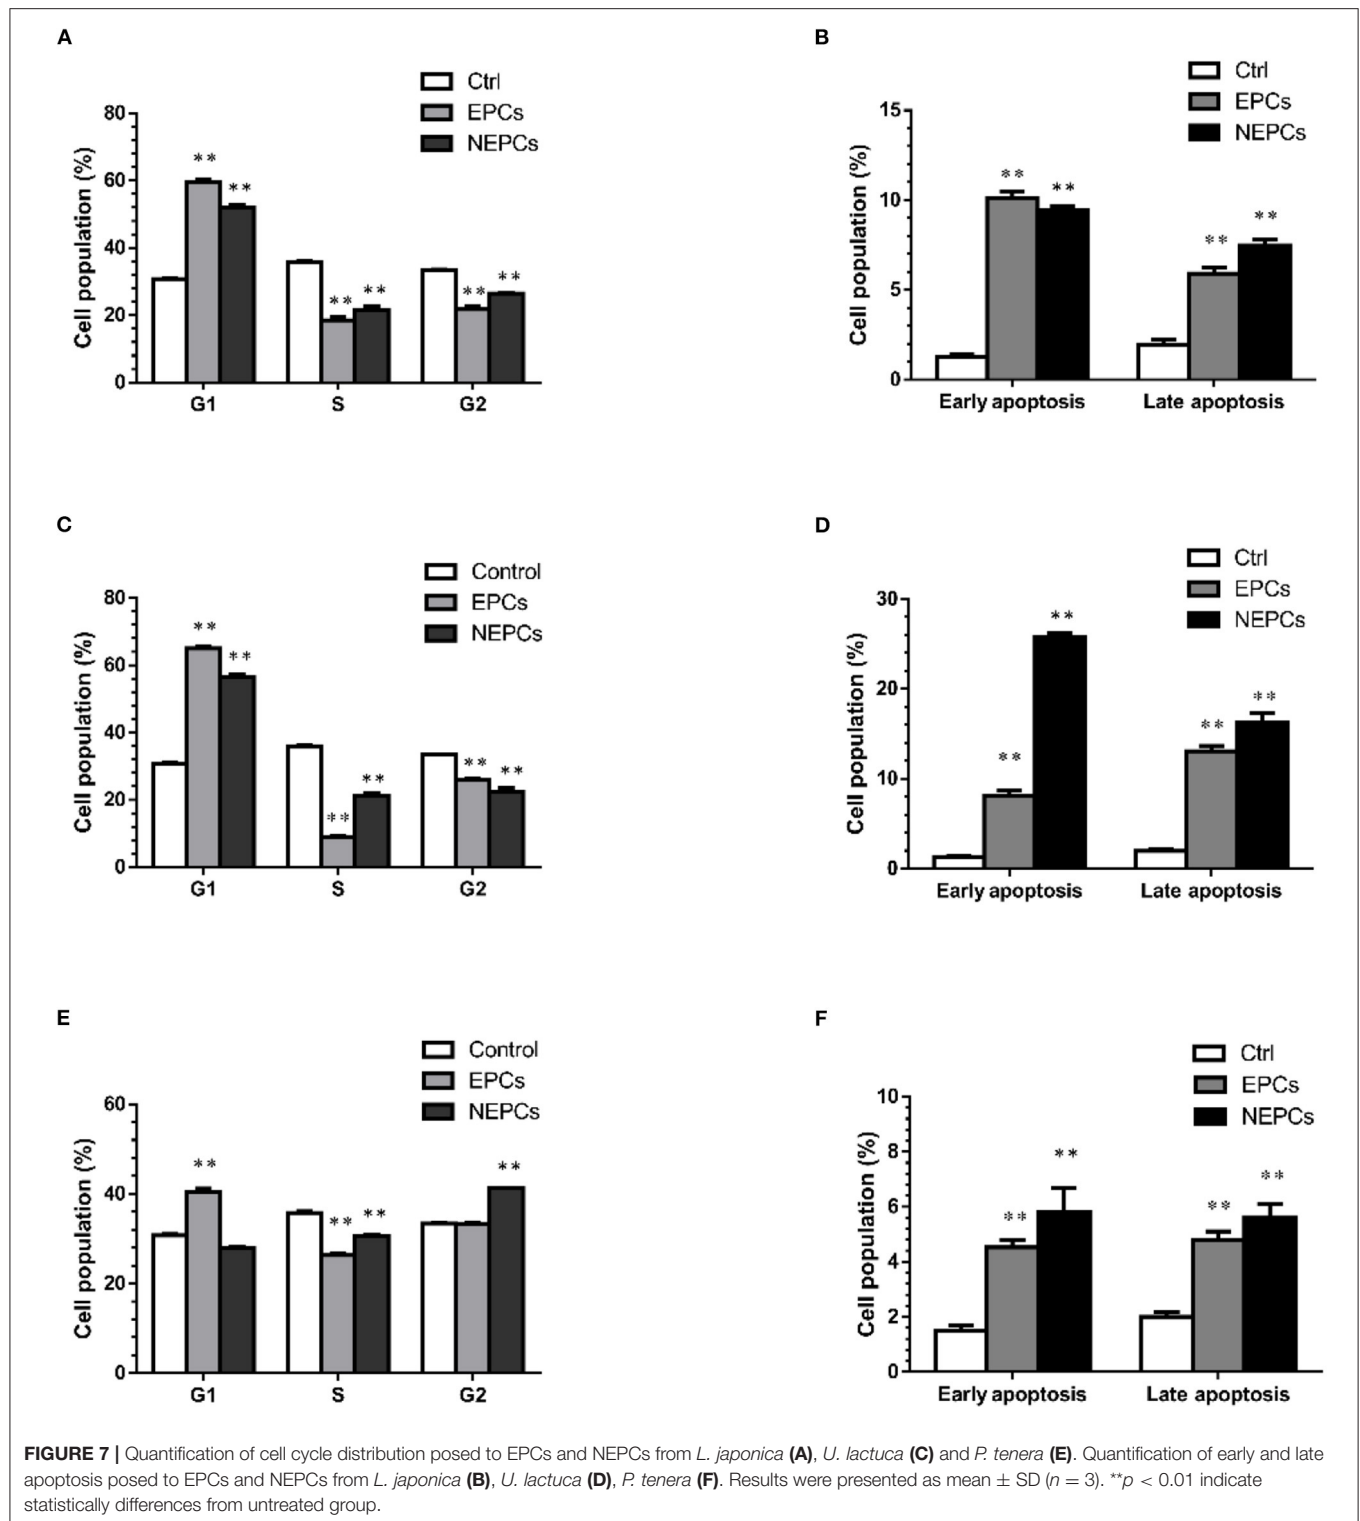 A
Ctrl
EPCs
NEPCs
Cell population (%)
80
60
40
20
0
** **
** **
** **
G1 S G2
B
Ctrl
EPCs
NEPCs
Cell population (%)
15
10
5
0
** **
** **
Early apoptosis Late apoptosis
C
Control
EPCs
NEPCs
Cell population (%)
80
60
40
20
0
** **
** **
** **
G1 S G2
D
Ctrl
EPCs
NEPCs
Cell population (%)
30
20
10
0
** **
** **
Early apoptosis Late apoptosis
E
Control
EPCs
NEPCs
Cell population (%)
60
40
20
0
**
** **
**
G1 S G2
F
Ctrl
EPCs
NEPCs
Cell population (%)
10
8
6
4
2
0
** **
** **
Early apoptosis Late apoptosis
FIGURE 7 | Quantification of cell cycle distribution posed to EPCs and NEPCs from L. japonica (A), U. lactuca (C) and P. tenera (E). Quantification of early and late
apoptosis posed to EPCs and NEPCs from L. japonica (B), U. lactuca (D), P. tenera (F). Results were presented as mean ± SD (n = 3). **p < 0.01 indicate
statistically differences from untreated group.